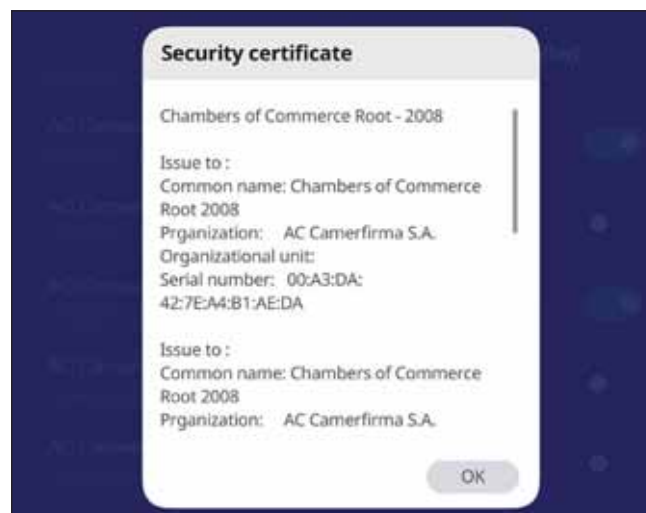 Security certificate
Chambers of Commerce Root - 2008
Issue to :
Common name: Chambers of Commerce
Root 2008
Prganization: AC Camerfirma S.A.
Organizational unit:
Serial number: 00:A3:DA:
42:7E:A4:B1:AE:DA
Issue to :
Common name: Chambers of Commerce
Root 2008
Prganization: AC Camerfirma S.A.
OK